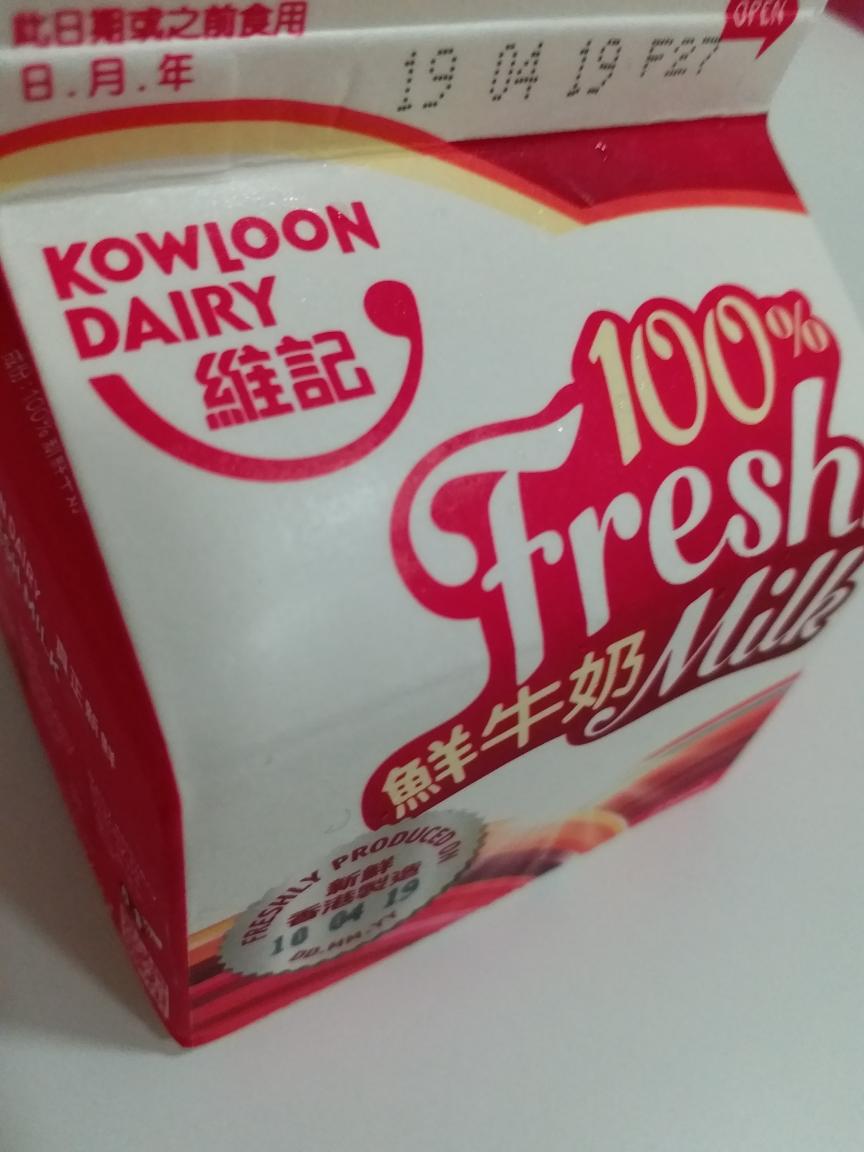 此日期或之前食用
日.月.年
19 04 19 F27
OPEN
KOWLOON
DAIRY
維記
100%
Fresh
Milk
鮮牛奶
FRESHLY PRODUCED ON
新鮮
香港製造
10 04 19
DD.MM.YY